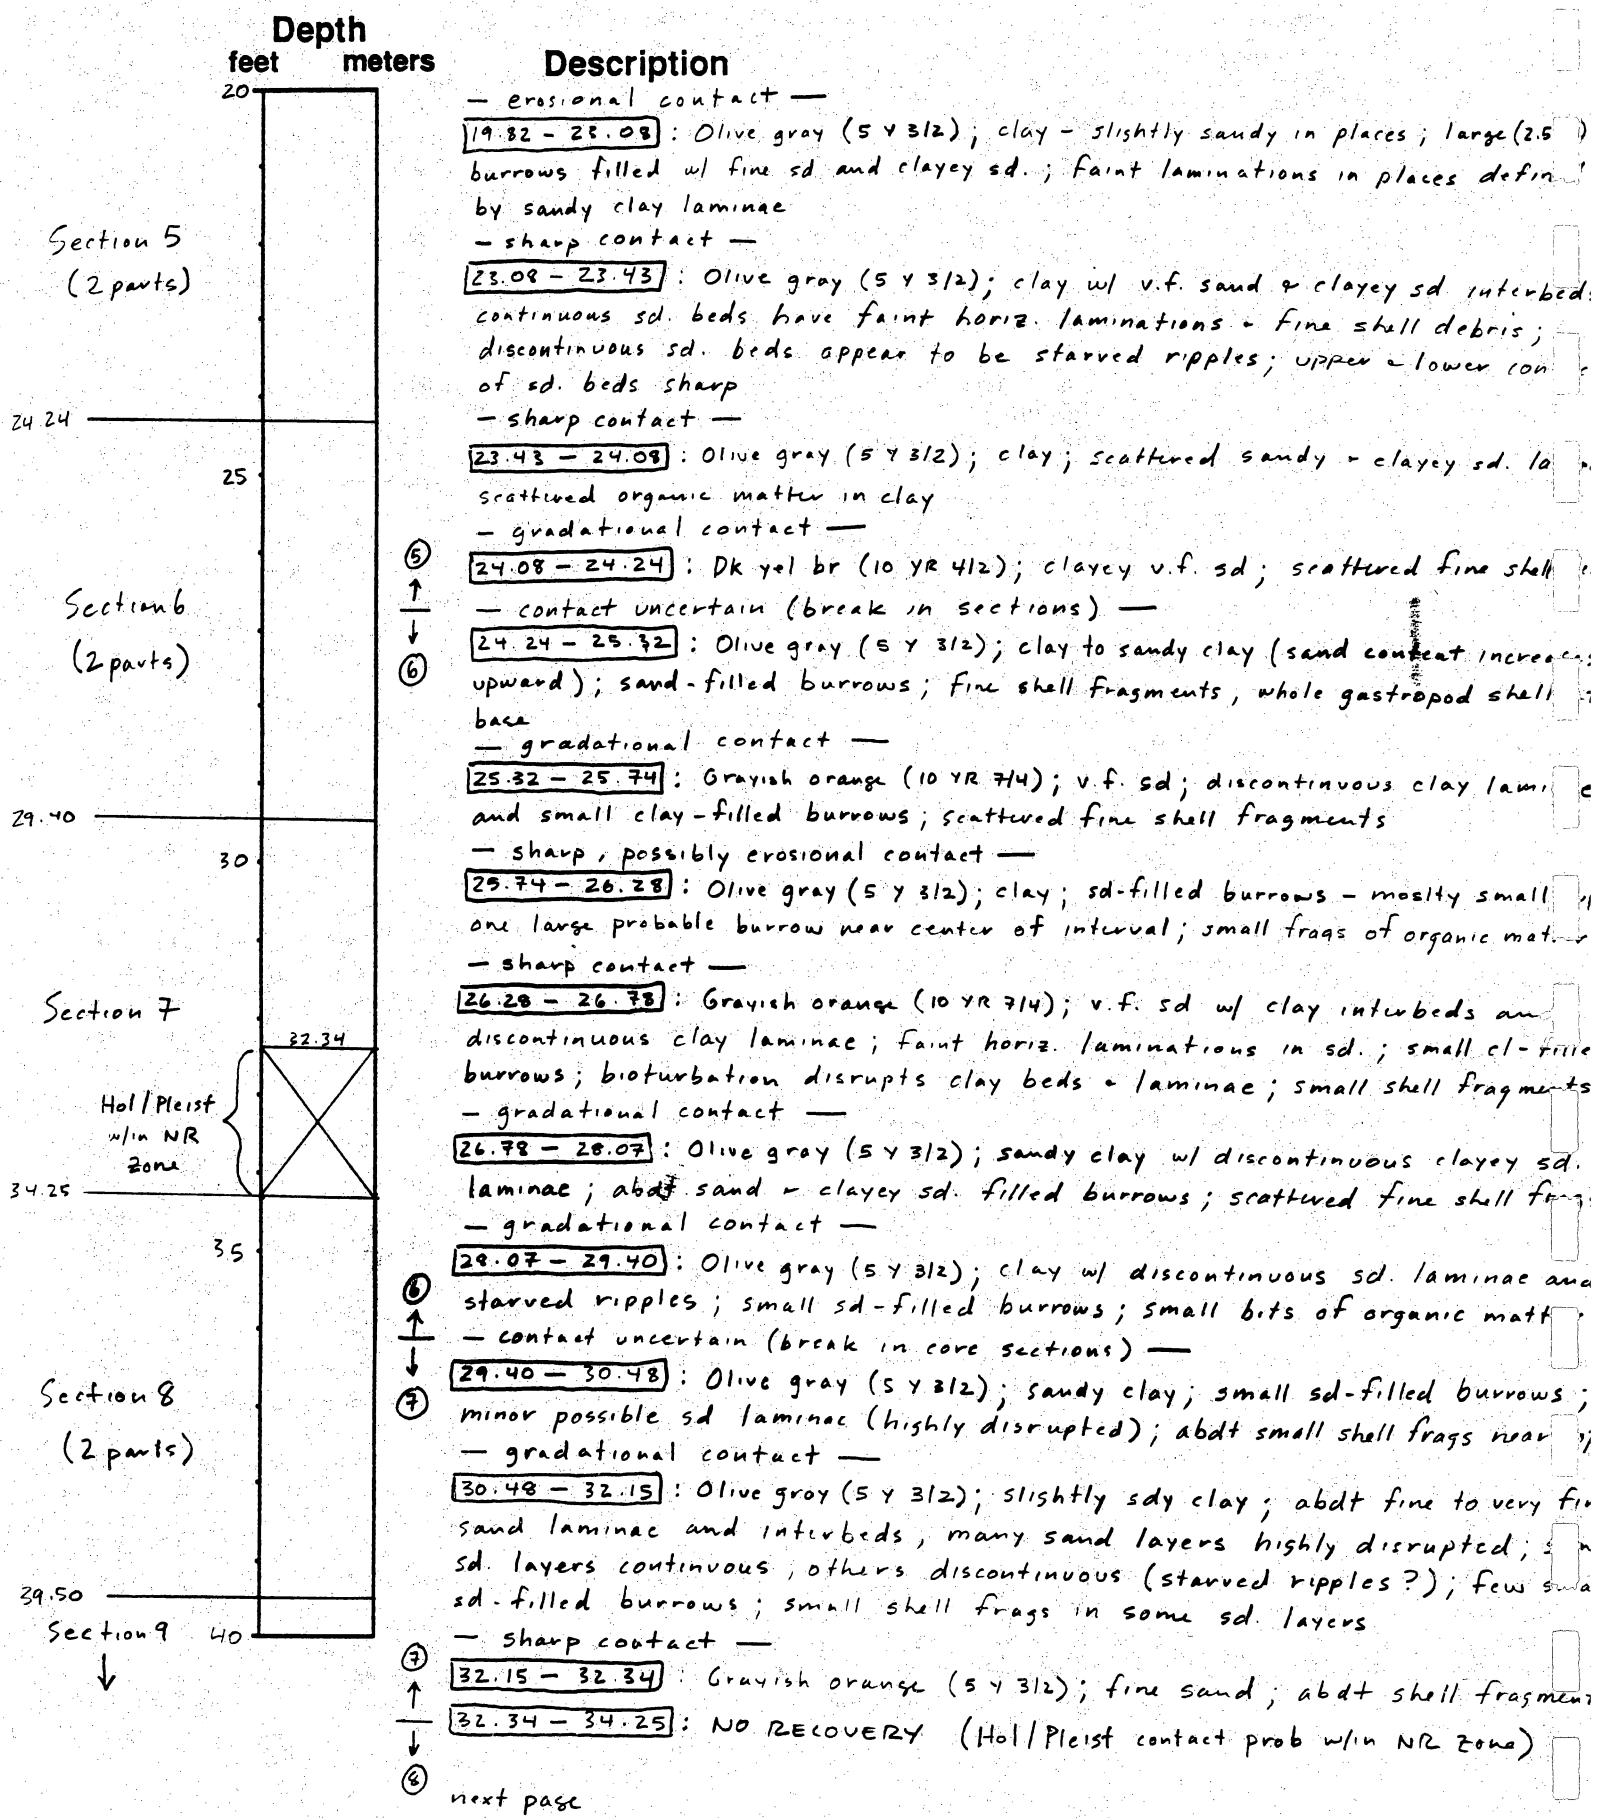 Depth
feet meters Description
20
— erosional contact —
19.82 – 23.08 : Olive gray (5 Y 3/2); clay – slightly sandy in places; large (2.5 )
burrows filled w/ fine sd and clayey sd.; faint laminations in places defin
by sandy clay laminae
— sharp contact —
Section 5
(2 parts)
23.08 – 23.43 : Olive gray (5 Y 3/2); clay w/ v.f. sand & clayey sd interbed
continuous sd. beds have faint horiz. laminations & fine shell debris;
discontinuous sd. beds appear to be starved ripples; upper & lower con
of sd. beds sharp
24.24
— sharp contact —
23.43 – 24.08 : Olive gray (5 Y 3/2); clay; scattered sandy & clayey sd. la
25
scattered organic matter in clay
— gradational contact —
⑤
24.08 – 24.24 : Dk yel br (10 YR 4/2); clayey v.f. sd; scattered fine shell
↑
Section 6
— contact uncertain (break in sections) —
↓
24.24 – 25.32 : Olive gray (5 Y 3/2); clay to sandy clay (sand content increas
(2 parts)
⑥
upward); sand-filled burrows; fine shell fragments, whole gastropod shell
base
— gradational contact —
25.32 – 25.74 : Grayish orange (10 YR 7/4); v.f. sd; discontinuous clay lami
29.40
and small clay-filled burrows; scattered fine shell fragments
— sharp, possibly erosional contact —
30
25.74 – 26.28 : Olive gray (5 Y 3/2); clay; sd-filled burrows – moslty small
one large probable burrow near center of interval; small frags of organic mat
— sharp contact —
26.28 – 26.78 : Grayish orange (10 YR 7/4); v.f. sd w/ clay interbeds an
Section 7
32.34
discontinuous clay laminae; faint horiz. laminations in sd.; small cl-fille
burrows; bioturbation disrupts clay beds & laminae; small shell fragments
Hol/Pleist
w/in NR
zone
— gradational contact —
26.78 – 28.07 : Olive gray (5 Y 3/2); sandy clay w/ discontinuous clayey sd.
34.25
laminae; abdt sand & clayey sd. filled burrows; scattered fine shell frag
— gradational contact —
35
28.07 – 29.40 : Olive gray (5 Y 3/2); clay w/ discontinuous sd. laminae and
⑥
starved ripples; small sd-filled burrows; small bits of organic matt
↑
— contact uncertain (break in core sections) —
↓
29.40 – 30.48 : Olive gray (5 Y 3/2); sandy clay; small sd-filled burrows;
Section 8
⑦
minor possible sd laminae (highly disrupted); abdt small shell frags near
(2 parts)
— gradational contact —
30.48 – 32.15 : Olive gray (5 Y 3/2); slightly sdy clay; abdt fine to very fin
sand laminae and interbeds, many sand layers highly disrupted;
sd. layers continuous, others discontinuous (starved ripples?); few sma
39.50
sd-filled burrows; small shell frags in some sd. layers
Section 9
↓
40
— sharp contact —
⑦
32.15 – 32.34 : Grayish orange (5 Y 3/2); fine sand; abdt shell fragment
↑
↓
32.34 – 34.25 : NO RECOVERY (Hol/Pleist contact prob w/in NR zone)
⑧
next page